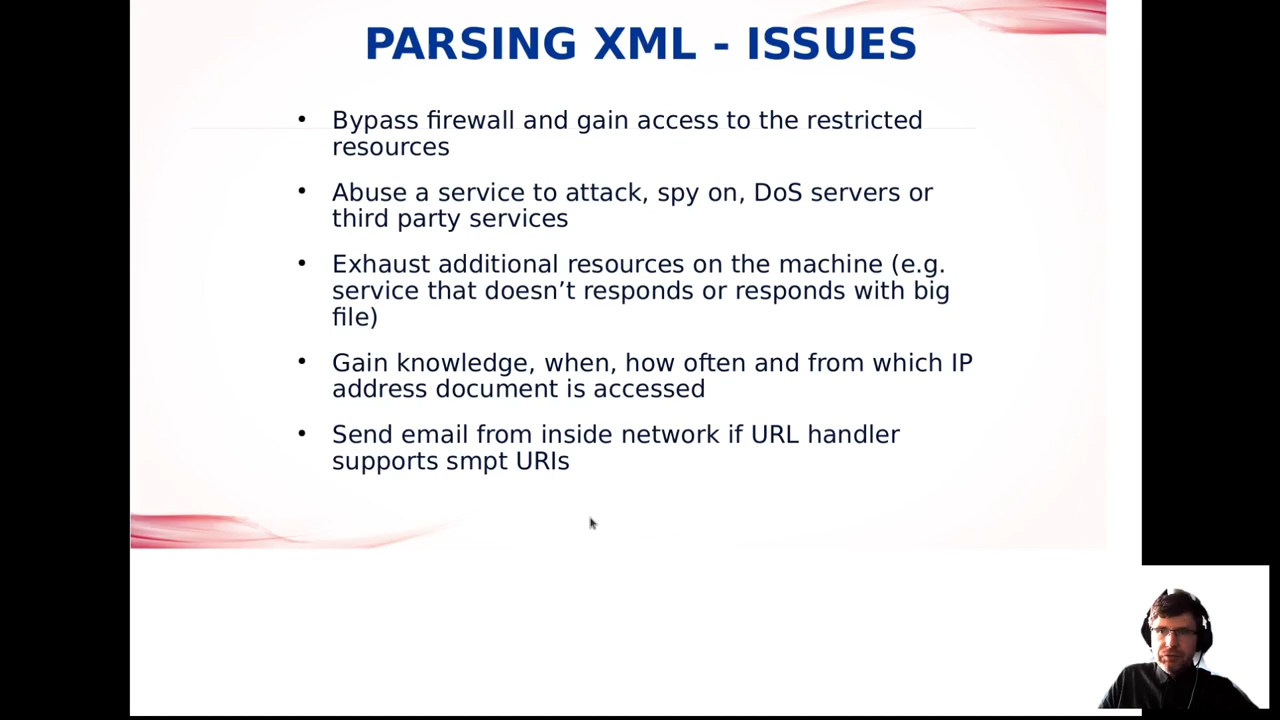 PARSING XML - ISSUES
• Bypass firewall and gain access to the restricted
resources
• Abuse a service to attack, spy on, DoS servers or
third party services
• Exhaust additional resources on the machine (e.g.
service that doesn’t responds or responds with big
file)
• Gain knowledge, when, how often and from which IP
address document is accessed
• Send email from inside network if URL handler
supports smpt URIs